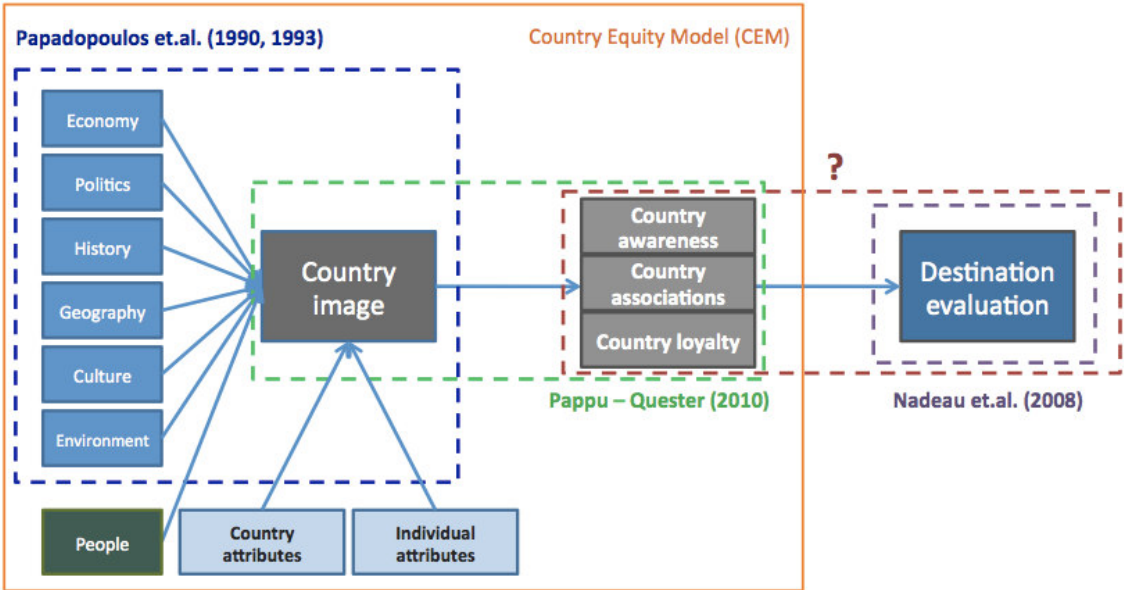 Papadopoulos et.al. (1990, 1993)
Country Equity Model (CEM)
Economy
Politics
History
Geography
Culture
Environment
People
Country
image
Country
attributes
Individual
attributes
Country
awareness
Country
associations
Country loyalty
Pappu – Quester (2010)
?
Destination
evaluation
Nadeau et.al. (2008)